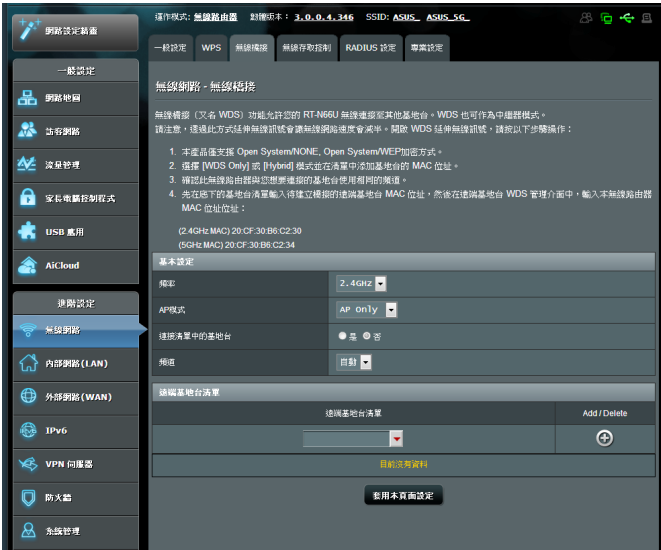 運作模式: 無線路由器 韌體版本: 3.0.0.4.346 SSID: ASUS_ ASUS_5G_
網路設定精靈
一般設定 WPS 無線橋接 無線存取控制 RADIUS 設定 專業設定
一般設定
網路地圖
訪客網路
流量管理
家長電腦控制程式
USB 應用
AiCloud
進階設定
無線網路
內部網路(LAN)
外部網路(WAN)
IPv6
VPN 伺服器
防火牆
系統管理
無線網路 - 無線橋接
無線橋接(又名 WDS)功能允許您的 RT-N66U 無線連接至其他基地台。WDS 也可作為中繼器模式。
請注意,透過此方式延伸無線訊號會讓無線網路速度會減半。開啟 WDS 延伸無線訊號,請按以下步驟操作:
1. 本產品僅支援 Open System/NONE, Open System/WEP加密方式。
2. 選擇 [WDS Only] 或 [Hybrid] 模式並在清單中添加基地台的 MAC 位址。
3. 確認此無線路由器與您想要連接的基地台使用相同的頻道。
4. 先在底下的基地台清單輸入待建立橋接的遠端基地台 MAC 位址,然後在遠端基地台 WDS 管理介面中,輸入本無線路由器
MAC 位址位址:
(2.4GHz MAC) 20:CF:30:B6:C2:30
(5GHz MAC) 20:CF:30:B6:C2:34
基本設定
頻率 2.4GHZ
AP模式 AP Only
連接清單中的基地台 是 否
頻道 自動
遠端基地台清單
遠端基地台清單 Add / Delete
目前沒有資料
套用本頁面設定